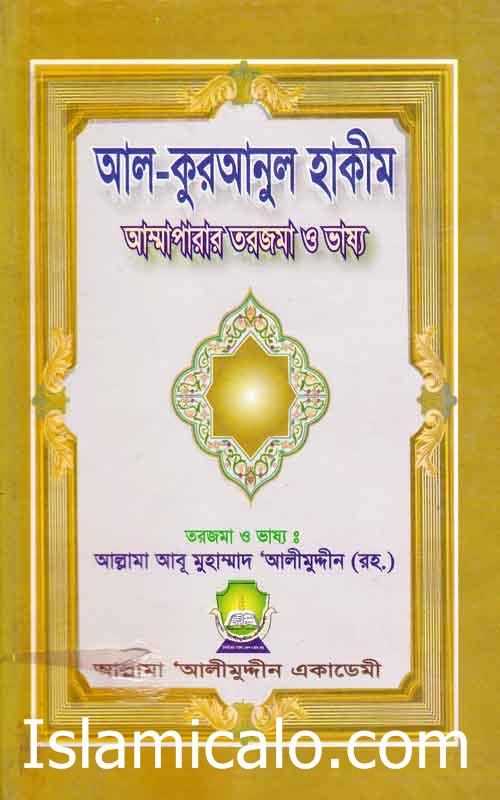 আল-কুরআনুল হাকীম
আম্মাপারার তরজমা ও ভাষ্য
তরজমা ও ভাষ্য ঃ
আল্লামা আবূ মুহাম্মাদ ‘আলীমুদ্দীন (রহ.)
আল্লামা ‘আলীমুদ্দীন একাডেমী
Islamicalo.com